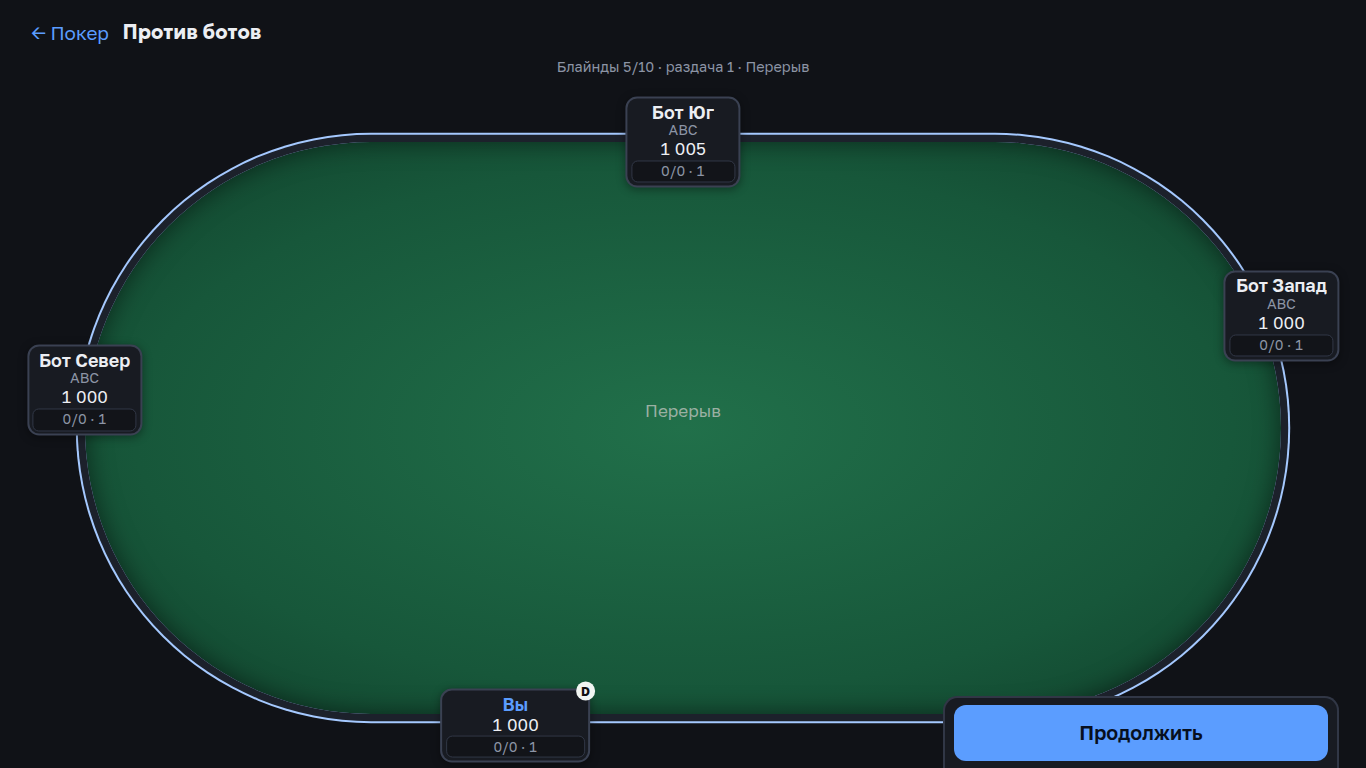 ← Покер Против ботов
Блайнды 5/10 · раздача 1 · Перерыв
Бот Юг
ABC
1 005
0/0 · 1
Бот Запад
ABC
1 000
0/0 · 1
Бот Север
ABC
1 000
0/0 · 1
Перерыв
D
Вы
1 000
0/0 · 1
Продолжить